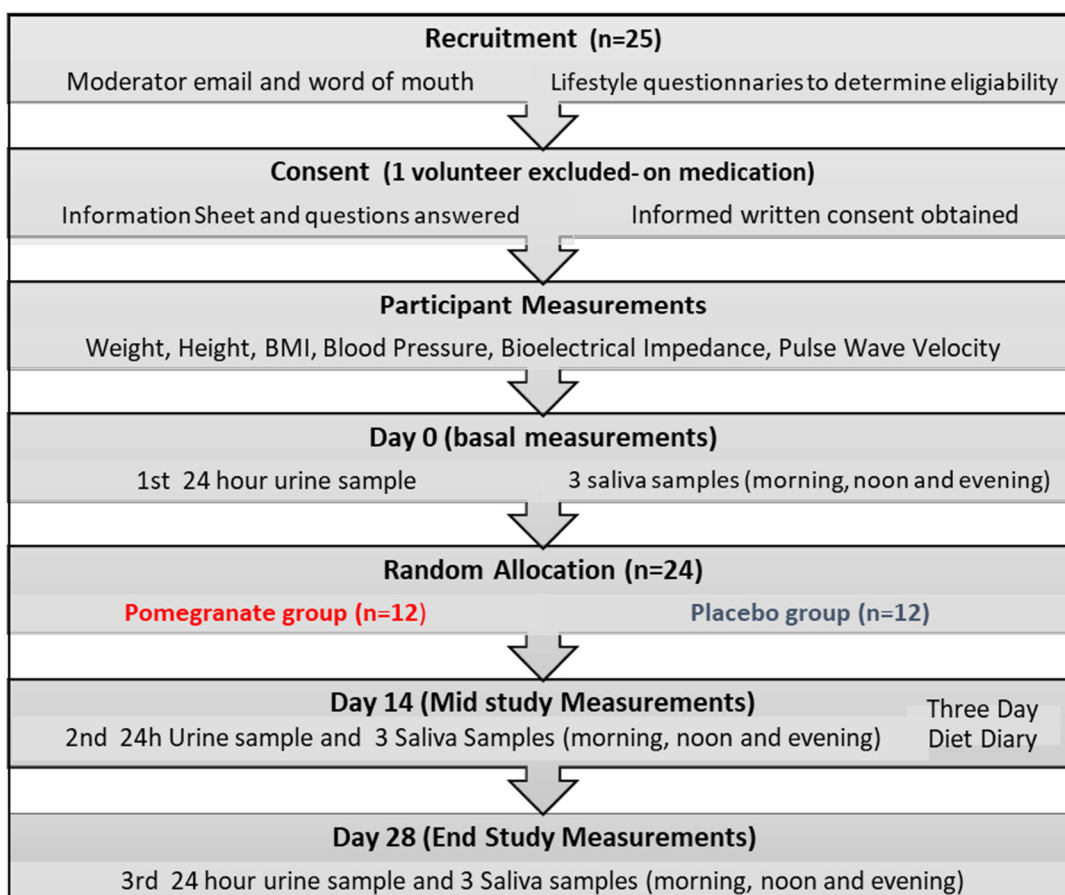 Recruitment (n=25)
Moderator email and word of mouth
Lifestyle questionnaries to determine eligiability
Consent (1 volunteer excluded- on medication)
Information Sheet and questions answered
Informed written consent obtained
Participant Measurements
Weight, Height, BMI, Blood Pressure, Bioelectrical Impedance, Pulse Wave Velocity
Day 0 (basal measurements)
1st 24 hour urine sample
3 saliva samples (morning, noon and evening)
Random Allocation (n=24)
Pomegranate group (n=12)
Placebo group (n=12)
Day 14 (Mid study Measurements)
2nd 24h Urine sample and 3 Saliva Samples (morning, noon and evening)
Three Day
Diet Diary
Day 28 (End Study Measurements)
3rd 24 hour urine sample and 3 Saliva samples (morning, noon and evening)